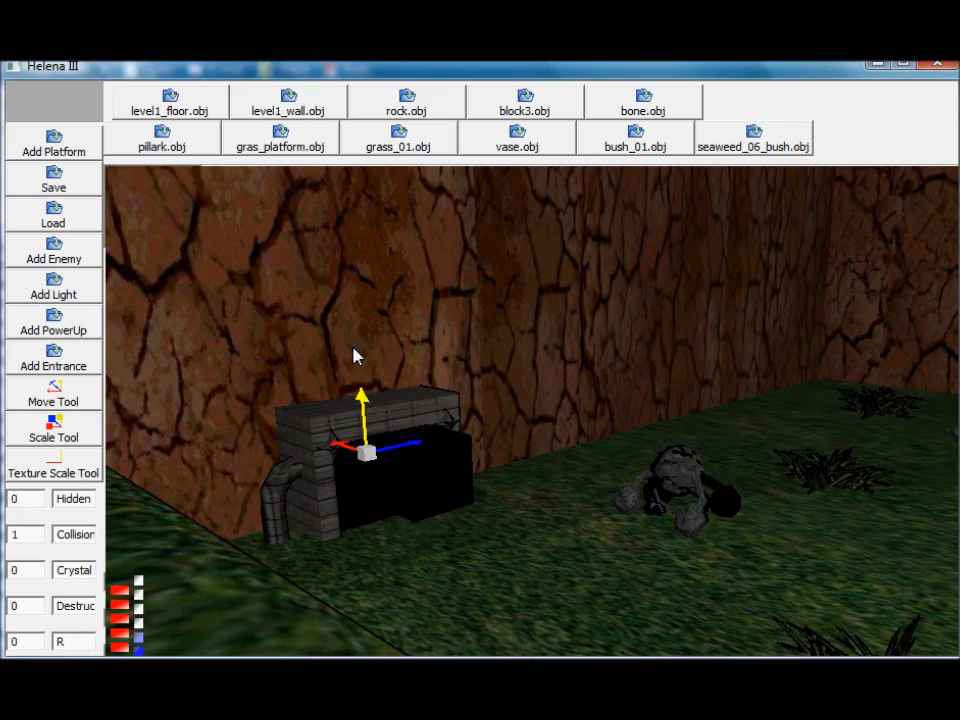 Helena III
level1_floor.obj
level1_wall.obj
rock.obj
block3.obj
bone.obj
pillark.obj
gras_platform.obj
grass_01.obj
vase.obj
bush_01.obj
seaweed_06_bush.obj
Add Platform
Save
Load
Add Enemy
Add Light
Add PowerUp
Add Entrance
Move Tool
Scale Tool
Texture Scale Tool
0 Hidden
1 Collision
0 Crystal
0 Destruc
0 R